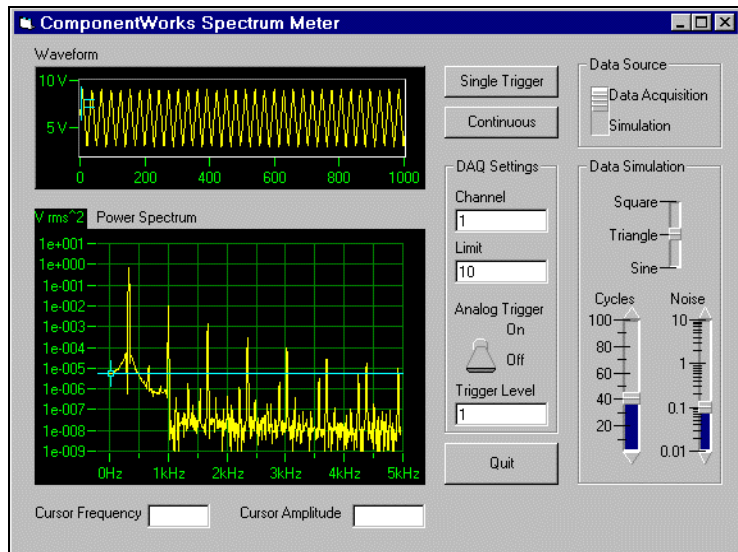 ComponentWorks Spectrum Meter
Waveform
10 V
5 V
0 200 400 600 800 1000
V rms^2 Power Spectrum
1e+001
1e+000
1e-001
1e-002
1e-003
1e-004
1e-005
1e-006
1e-007
1e-008
1e-009
0Hz 1kHz 2kHz 3kHz 4kHz 5kHz
Cursor Frequency
Cursor Amplitude
Single Trigger
Continuous
DAQ Settings
Channel
1
Limit
10
Analog Trigger
On
Off
Trigger Level
1
Quit
Data Source
Data Acquisition
Simulation
Data Simulation
Square
Triangle
Sine
Cycles
100
80
60
40
20
Noise
10
1
0.1
0.01